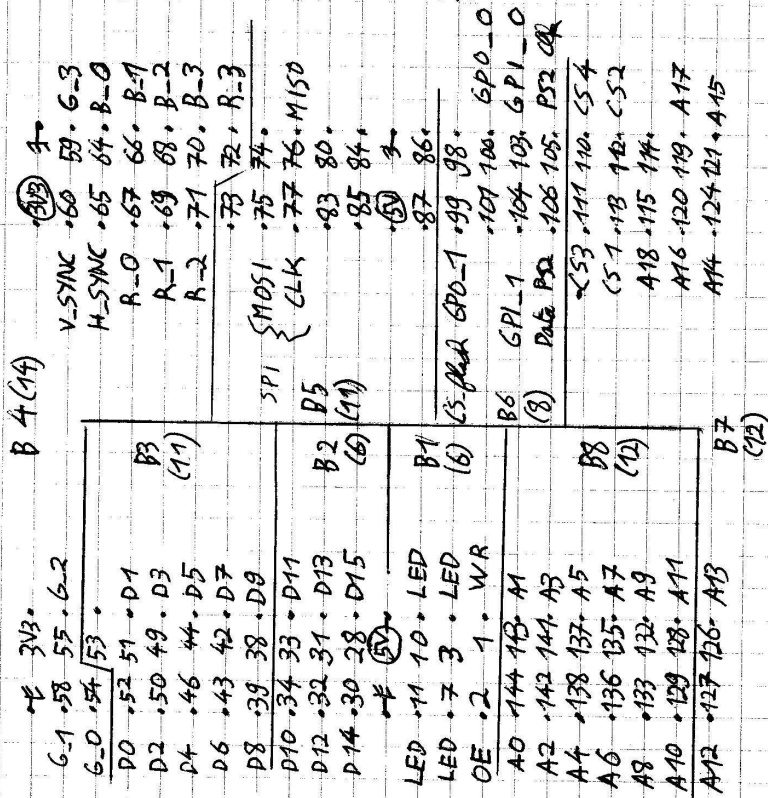 B 4 (14)
3V3 .
G_1 .58 55 . G_2
G_0 .54 53 .
D0 .52 51 . D1
D2 .50 49 . D3
B3
D4 .46 44 . D5
(11)
D6 .43 42 . D7
D8 .39 38 . D9
D10 .34 33 . D11
D12 .32 31 . D13
B2
D14 .30 28 . D15
(6)
5V
LED .11 10 . LED
B1
LED .7 3 . LED
(6)
OE .2 1 . WR
A0 .144 143. A1
A2 .142 141. A3
A4 .138 137. A5
B8
A6 .136 135. A7
(12)
A8 .133 132. A9
A10 .129 128. A11
A12 .127 126. A13
B7
(12)
.3V3
V_SYNC .60 59. G_3
H_SYNC .65 64. B_0
R_0 .67 66. B_1
R_1 .69 68. B_2
R_2 .71 70. B_3
.73 72. R_3
SPI { MOSI .75 74.
CLK .77 76. MISO
B5
.83 80.
(11)
.85 84.
.5V
.87 86.
CS_flash GPO_1 .99 98.
.101 100. GPO_0
B6
GPI_1 .104 103. GPI_0
(8)
Data PS2 .106 105. PS2
CS3 .111 110. CS4
CS1 .113 112. CS2
A18 .115 114.
A16 .120 119. A17
A14 .124 121. A15